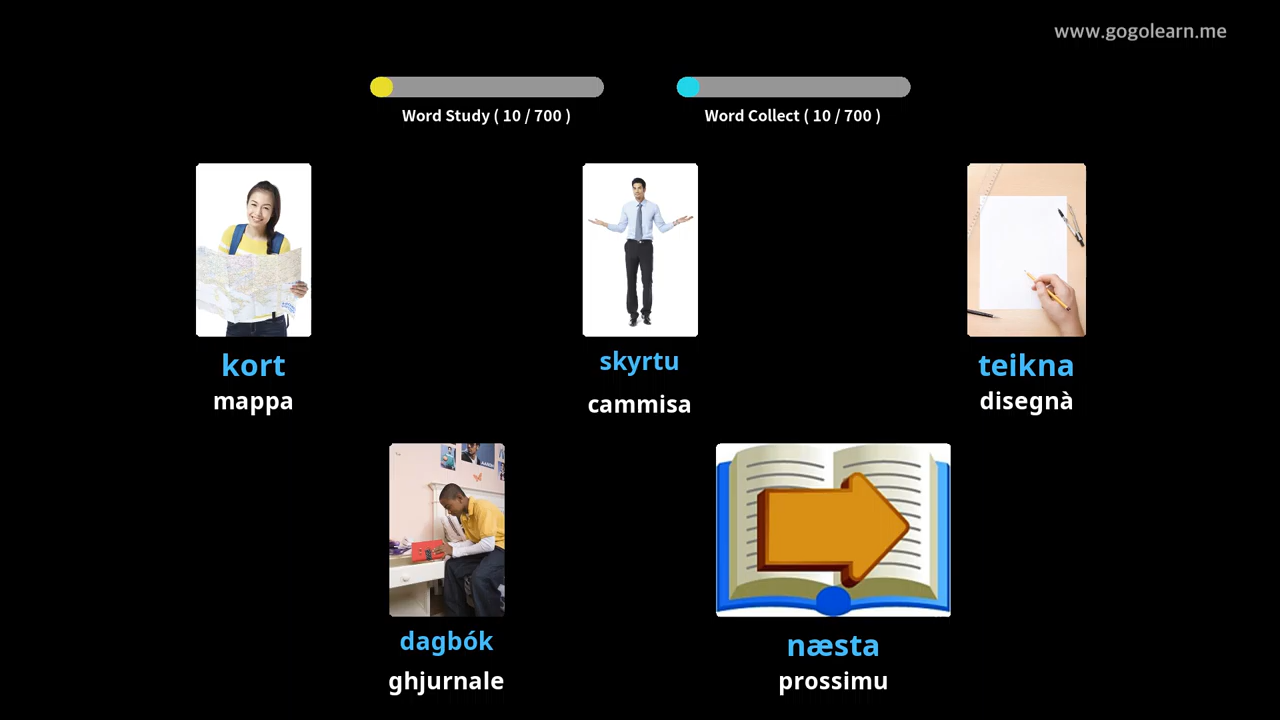 www.gogolearn.me
Word Study ( 10 / 700 )
Word Collect ( 10 / 700 )
kort
mappa
skyrtu
cammisa
teikna
disegnà
dagbók
ghjurnale
næsta
prossimu